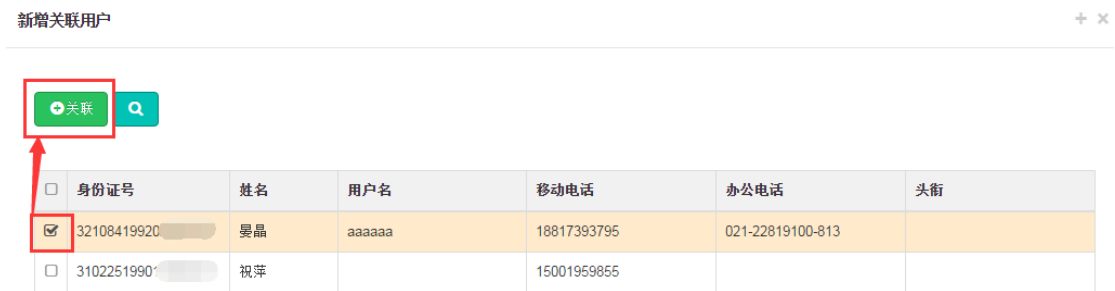 新增关联用户
关联
身份证号 姓名 用户名 移动电话 办公电话 头衔
32108419920 晏晶 aaaaaa 18817393795 021-22819100-813
31022519901 祝萍 15001959855